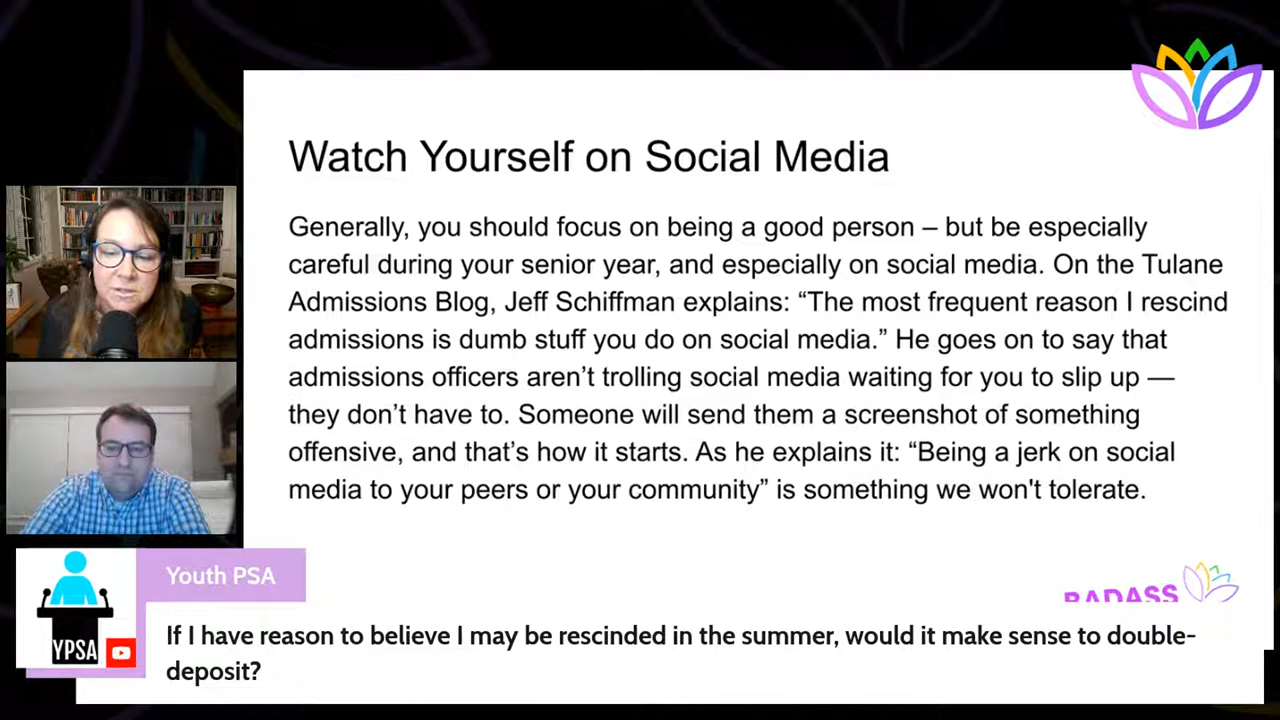 Watch Yourself on Social Media
Generally, you should focus on being a good person – but be especially
careful during your senior year, and especially on social media. On the Tulane
Admissions Blog, Jeff Schiffman explains: “The most frequent reason I rescind
admissions is dumb stuff you do on social media.” He goes on to say that
admissions officers aren’t trolling social media waiting for you to slip up —
they don’t have to. Someone will send them a screenshot of something
offensive, and that’s how it starts. As he explains it: “Being a jerk on social
media to your peers or your community” is something we won't tolerate.
BADASS
Youth PSA
YPSA
If I have reason to believe I may be rescinded in the summer, would it make sense to double-
deposit?